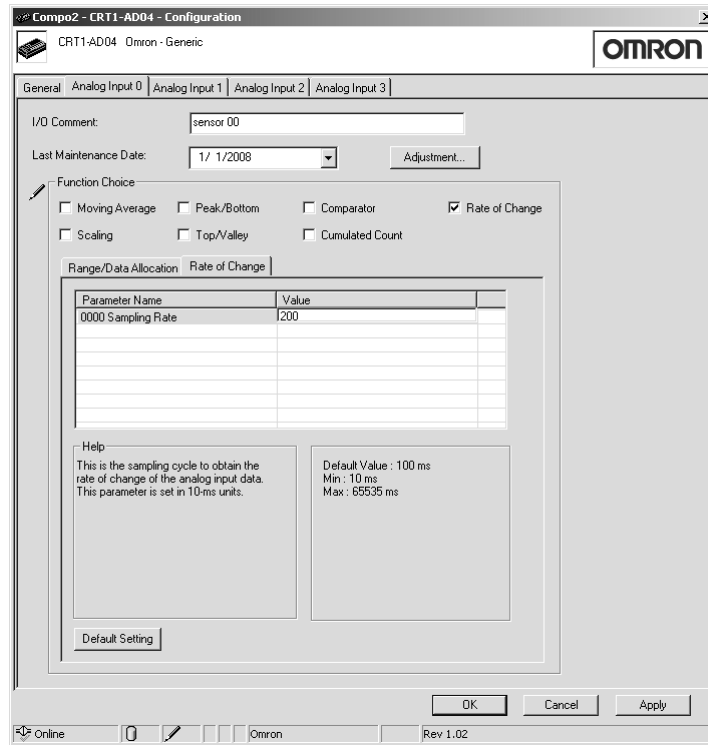 Compo2 - CRT1-AD04 - Configuration
CRT1-AD04 Omron - Generic
OMRON
General Analog Input 0 Analog Input 1 Analog Input 2 Analog Input 3
I/O Comment: sensor 00
Last Maintenance Date: 1/ 1/2008 Adjustment...
Function Choice
Moving Average Peak/Bottom Comparator Rate of Change
Scaling Top/Valley Cumulated Count
Range/Data Allocation Rate of Change
Parameter Name Value
0000 Sampling Rate 200
Help
This is the sampling cycle to obtain the
rate of change of the analog input data.
This parameter is set in 10-ms units.
Default Value : 100 ms
Min : 10 ms
Max : 65535 ms
Default Setting
OK Cancel Apply
Online Omron Rev 1.02